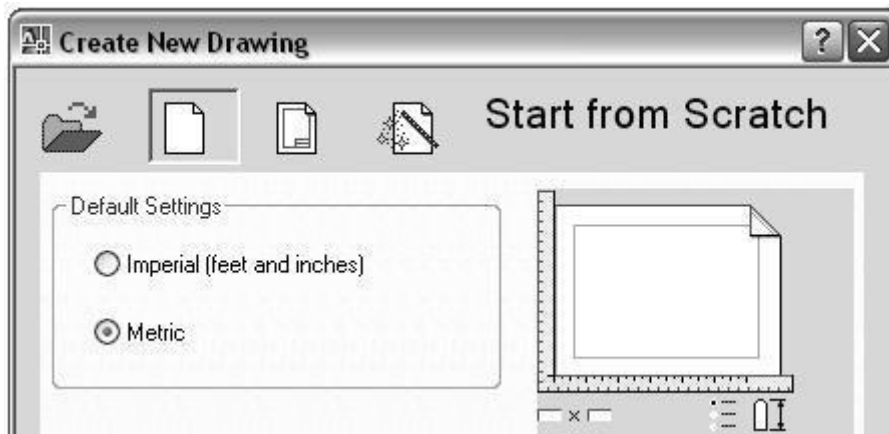 Create New Drawing
Start from Scratch
Default Settings
Imperial (feet and inches)
Metric